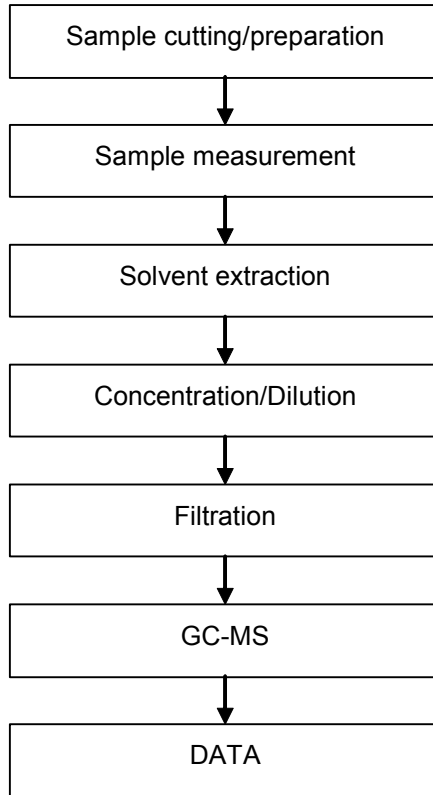 Sample cutting/preparation
Sample measurement
Solvent extraction
Concentration/Dilution
Filtration
GC-MS
DATA